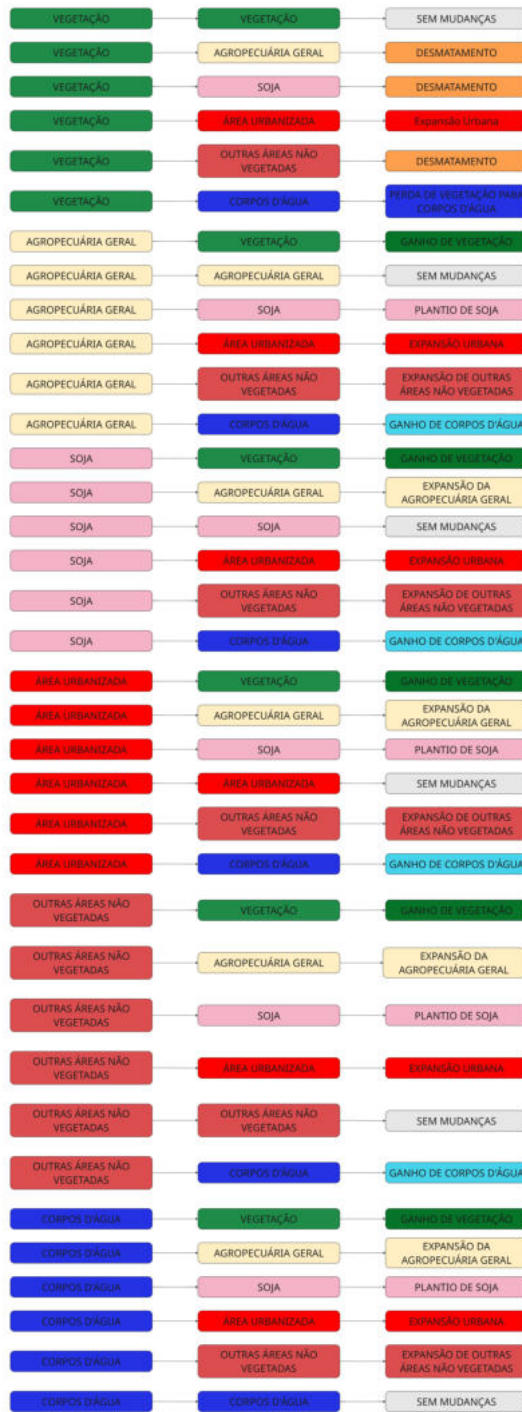 VEGETAÇÃO VEGETAÇÃO SEM MUDANÇAS
VEGETAÇÃO AGROPECUÁRIA GERAL DESMATAMENTO
VEGETAÇÃO SOJA DESMATAMENTO
VEGETAÇÃO ÁREA URBANIZADA Expansão Urbana
VEGETAÇÃO OUTRAS ÁREAS NÃO VEGETADAS DESMATAMENTO
VEGETAÇÃO CORPOS D'ÁGUA PERDA DE VEGETAÇÃO PARA CORPOS D'ÁGUA
AGROPECUÁRIA GERAL VEGETAÇÃO GANHO DE VEGETAÇÃO
AGROPECUÁRIA GERAL AGROPECUÁRIA GERAL SEM MUDANÇAS
AGROPECUÁRIA GERAL SOJA PLANTIO DE SOJA
AGROPECUÁRIA GERAL ÁREA URBANIZADA EXPANSÃO URBANA
AGROPECUÁRIA GERAL OUTRAS ÁREAS NÃO VEGETADAS EXPANSÃO DE OUTRAS ÁREAS NÃO VEGETADAS
AGROPECUÁRIA GERAL CORPOS D'ÁGUA GANHO DE CORPOS D'ÁGUA
SOJA VEGETAÇÃO GANHO DE VEGETAÇÃO
SOJA AGROPECUÁRIA GERAL EXPANSÃO DA AGROPECUÁRIA GERAL
SOJA SOJA SEM MUDANÇAS
SOJA ÁREA URBANIZADA EXPANSÃO URBANA
SOJA OUTRAS ÁREAS NÃO VEGETADAS EXPANSÃO DE OUTRAS ÁREAS NÃO VEGETADAS
SOJA CORPOS D'ÁGUA GANHO DE CORPOS D'ÁGUA
ÁREA URBANIZADA VEGETAÇÃO GANHO DE VEGETAÇÃO
ÁREA URBANIZADA AGROPECUÁRIA GERAL EXPANSÃO DA AGROPECUÁRIA GERAL
ÁREA URBANIZADA SOJA PLANTIO DE SOJA
ÁREA URBANIZADA ÁREA URBANIZADA SEM MUDANÇAS
ÁREA URBANIZADA OUTRAS ÁREAS NÃO VEGETADAS EXPANSÃO DE OUTRAS ÁREAS NÃO VEGETADAS
ÁREA URBANIZADA CORPOS D'ÁGUA GANHO DE CORPOS D'ÁGUA
OUTRAS ÁREAS NÃO VEGETADAS VEGETAÇÃO GANHO DE VEGETAÇÃO
OUTRAS ÁREAS NÃO VEGETADAS AGROPECUÁRIA GERAL EXPANSÃO DA AGROPECUÁRIA GERAL
OUTRAS ÁREAS NÃO VEGETADAS SOJA PLANTIO DE SOJA
OUTRAS ÁREAS NÃO VEGETADAS ÁREA URBANIZADA EXPANSÃO URBANA
OUTRAS ÁREAS NÃO VEGETADAS OUTRAS ÁREAS NÃO VEGETADAS SEM MUDANÇAS
OUTRAS ÁREAS NÃO VEGETADAS CORPOS D'ÁGUA GANHO DE CORPOS D'ÁGUA
CORPOS D'ÁGUA VEGETAÇÃO GANHO DE VEGETAÇÃO
CORPOS D'ÁGUA AGROPECUÁRIA GERAL EXPANSÃO DA AGROPECUÁRIA GERAL
CORPOS D'ÁGUA SOJA PLANTIO DE SOJA
CORPOS D'ÁGUA ÁREA URBANIZADA EXPANSÃO URBANA
CORPOS D'ÁGUA OUTRAS ÁREAS NÃO VEGETADAS EXPANSÃO DE OUTRAS ÁREAS NÃO VEGETADAS
CORPOS D'ÁGUA CORPOS D'ÁGUA SEM MUDANÇAS